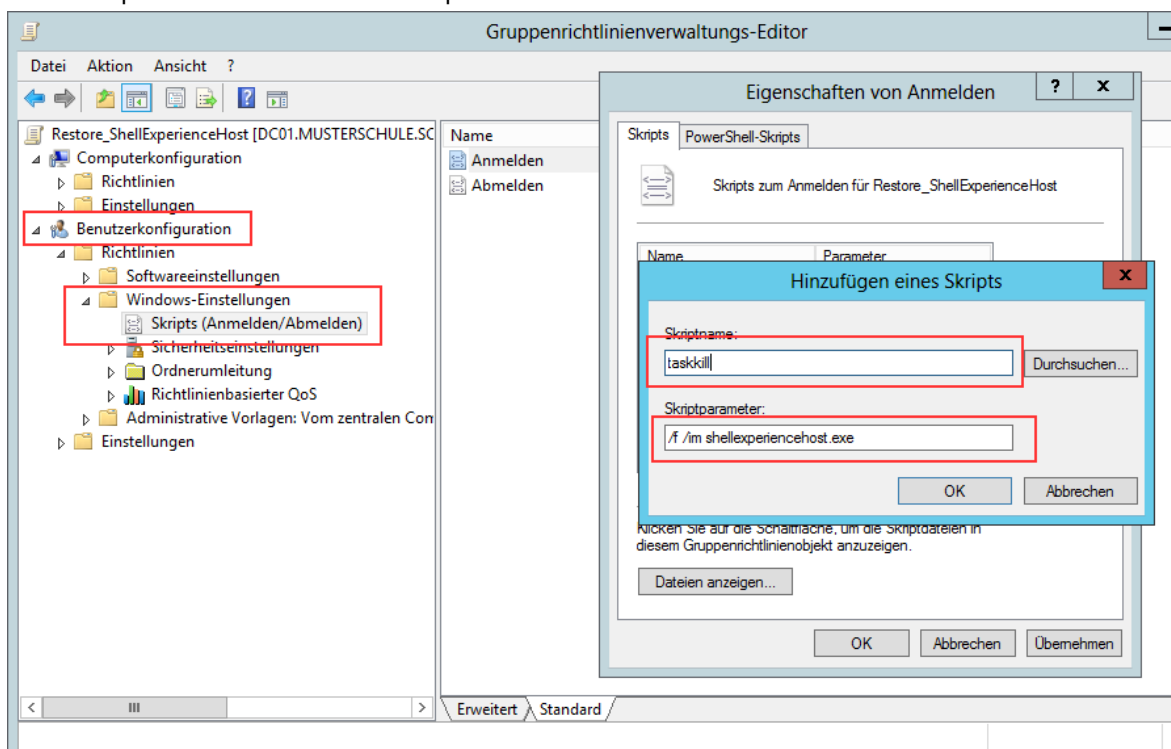 Gruppenrichtlinienverwaltungs-Editor
Datei Aktion Ansicht ?
Restore_ShellExperienceHost [DC01.MUSTERSCHULE.SC
Computerkonfiguration
Richtlinien
Einstellungen
Benutzerkonfiguration
Richtlinien
Softwareeinstellungen
Windows-Einstellungen
Skripts (Anmelden/Abmelden)
Sicherheitseinstellungen
Ordnerumleitung
Richtlinienbasierter QoS
Administrative Vorlagen: Vom zentralen Com
Einstellungen
Name
Anmelden
Abmelden
Erweitert Standard
Eigenschaften von Anmelden ? x
Skripts PowerShell-Skripts
Skripts zum Anmelden für Restore_ShellExperienceHost
Name Parameter
Hinzufügen eines Skripts x
Skriptname:
taskkill
Durchsuchen...
Skriptparameter:
/f /im shellexperiencehost.exe
OK Abbrechen
Klicken Sie auf die Schaltfläche, um die Skriptdateien in
diesem Gruppenrichtlinienobjekt anzuzeigen.
Dateien anzeigen...
OK Abbrechen Übernehmen